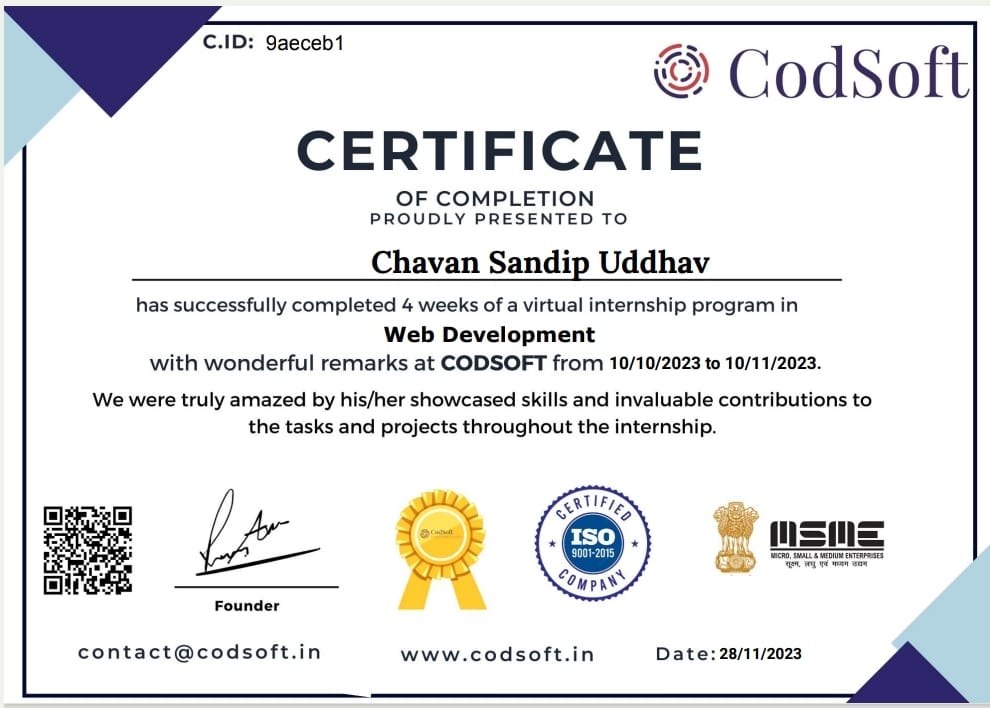 C.ID: 9aeceb1
CodSoft
CERTIFICATE
OF COMPLETION
PROUDLY PRESENTED TO
Chavan Sandip Uddhav
has successfully completed 4 weeks of a virtual internship program in
Web Development
with wonderful remarks at CODSOFT from 10/10/2023 to 10/11/2023.
We were truly amazed by his/her showcased skills and invaluable contributions to
the tasks and projects throughout the internship.
Founder
CodSoft
CERTIFIED
ISO
9001-2015
COMPANY
MSME
MICRO, SMALL & MEDIUM ENTERPRISES
सूक्ष्म, लघु एवं मध्यम उद्यम
contact@codsoft.in
www.codsoft.in
Date: 28/11/2023